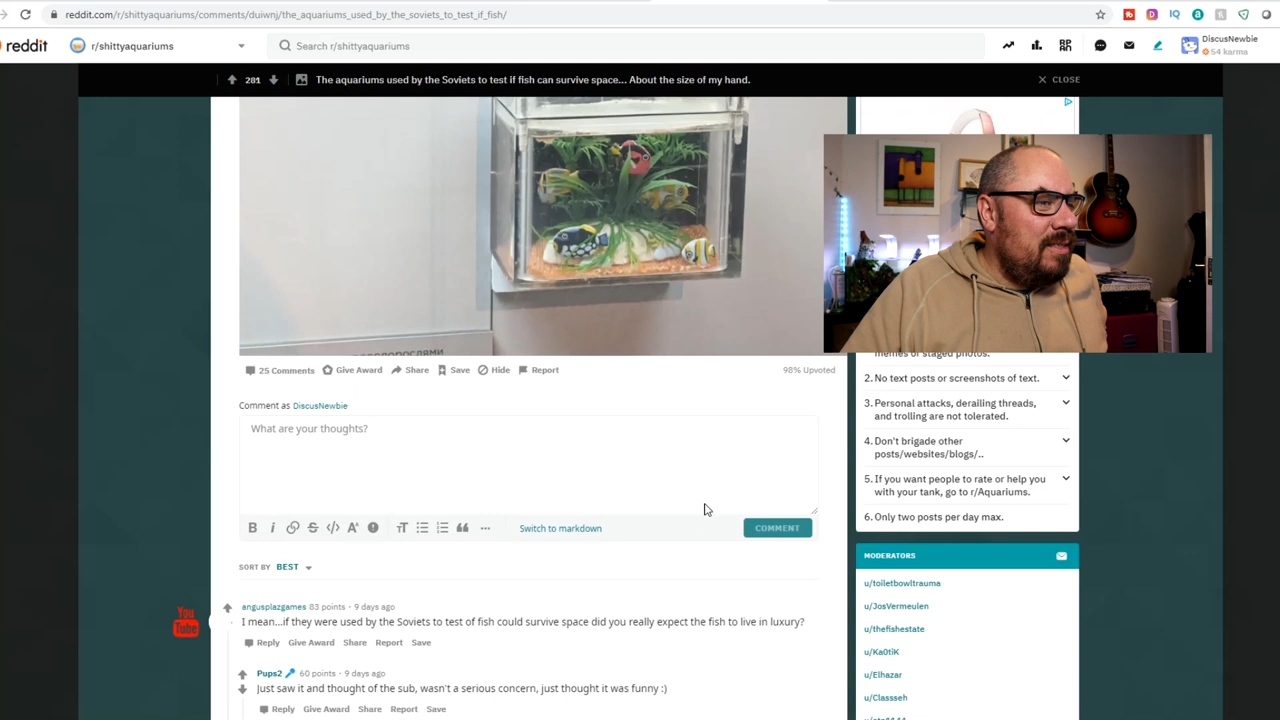 reddit.com/r/shittyaquariums/comments/duiwnj/the_aquariums_used_by_the_soviets_to_test_if_fish/
reddit
r/shittyaquariums
Search r/shittyaquariums
DiscusNewbie
54 karma
281
The aquariums used by the Soviets to test if fish can survive space... About the size of my hand.
CLOSE
25 Comments
Give Award
Share
Save
Hide
Report
98% Upvoted
Comment as DiscusNewbie
What are your thoughts?
Switch to markdown
COMMENT
SORT BY BEST
angusplazgames 83 points · 9 days ago
I mean...if they were used by the Soviets to test of fish could survive space did you really expect the fish to live in luxury?
Reply Give Award Share Report Save
Pups2 60 points · 9 days ago
Just saw it and thought of the sub, wasn't a serious concern, just thought it was funny :)
Reply Give Award Share Report Save
You
Tube
memes or staged photos.
2. No text posts or screenshots of text.
3. Personal attacks, derailing threads,
and trolling are not tolerated.
4. Don't brigade other
posts/websites/blogs/..
5. If you want people to rate or help you
with your tank, go to r/Aquariums.
6. Only two posts per day max.
MODERATORS
u/toiletbowltrauma
u/JosVermeulen
u/thefishestate
u/Ka0tiK
u/Elhazar
u/Classseh